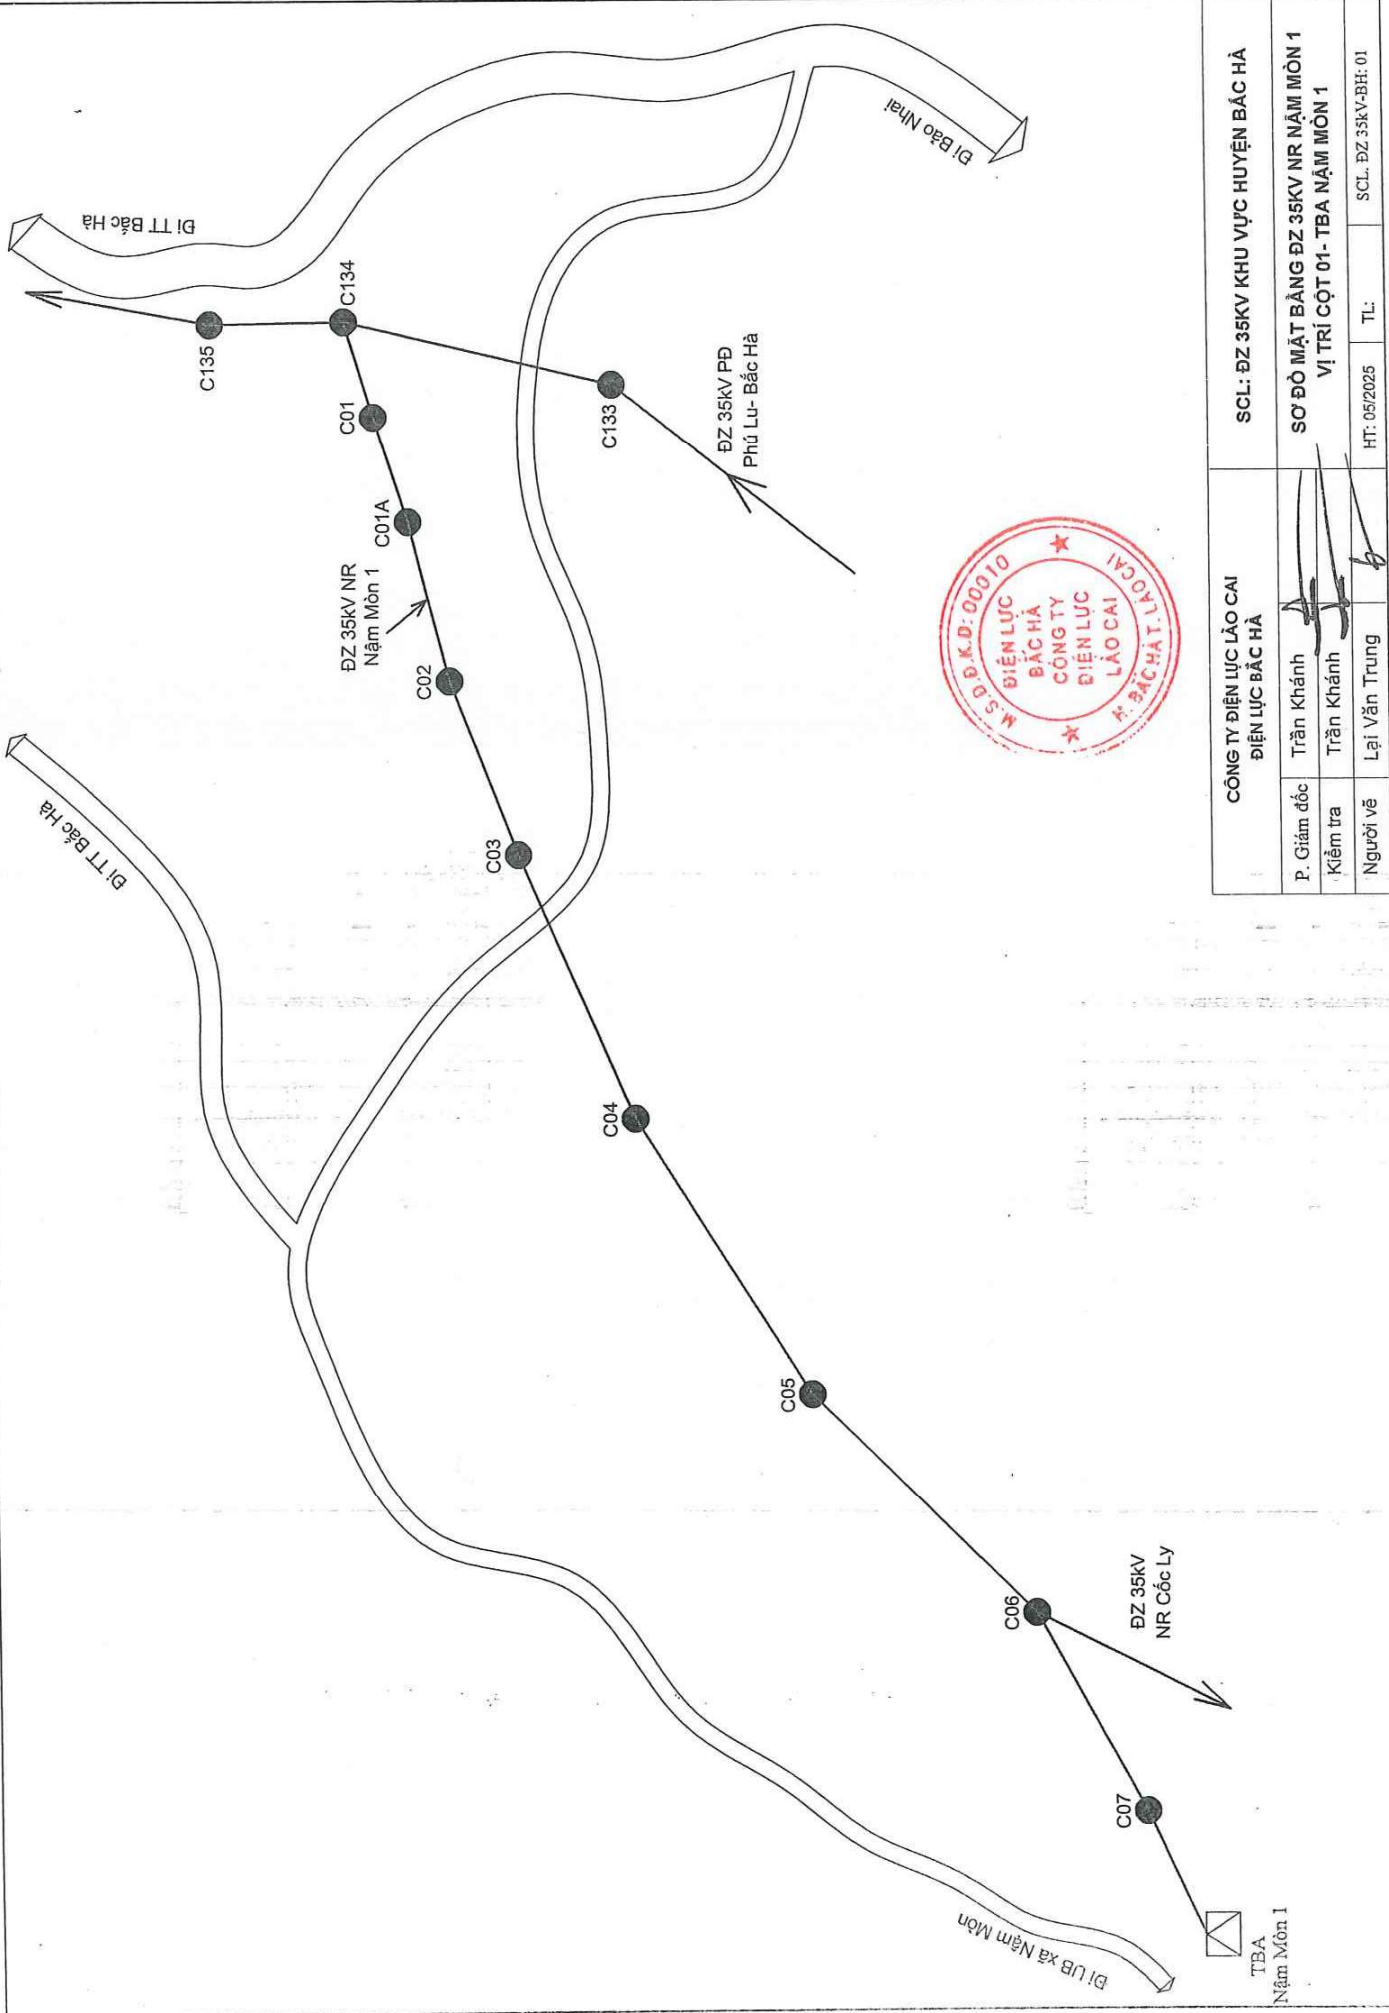 Đi TT Bắc Hà
Đi Bảo Nhai
C135
C134
C01
C133
C01A
ĐZ 35kV PĐ
Phú Lu- Bắc Hà
ĐZ 35kV NR
Nậm Mòn 1
C02
C03
Đi TT Bắc Hà
C04
C05
C06
ĐZ 35kV
NR Cốc Ly
C07
TBA
Nậm Mòn 1
Đi UB xã Nậm Mòn
M.S.D.Đ.K.D: 00010
ĐIỆN LỰC
BẮC HÀ
CÔNG TY
ĐIỆN LỰC
LÀO CAI
H. BẮC HÀ T. LÀO CAI
CÔNG TY ĐIỆN LỰC LÀO CAI
ĐIỆN LỰC BẮC HÀ
SCL: ĐZ 35KV KHU VỰC HUYỆN BẮC HÀ
P. Giám đốc Trần Khánh
Kiểm tra Trần Khánh
Người vẽ Lại Văn Trung
SƠ ĐỒ MẶT BẰNG ĐZ 35KV NR NẬM MÒN 1
VỊ TRÍ CỘT 01- TBA NẬM MÒN 1
HT: 05/2025 TL: SCL. ĐZ 35kV-BH: 01